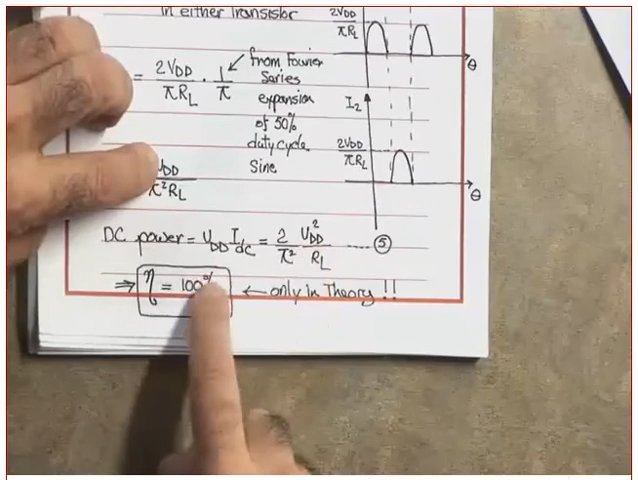 in either transistor
2VDD
πRL
θ
= 2VDD/πRL · 1/π
from Fourier
Series
expansion
of 50%
duty cycle
Sine
I2
2VDD
πRL
θ
π²RL
DC power = VDD Idc = 2/π² VDD²/RL ...... ⑤
⇒ η = 100% ← only in Theory !!